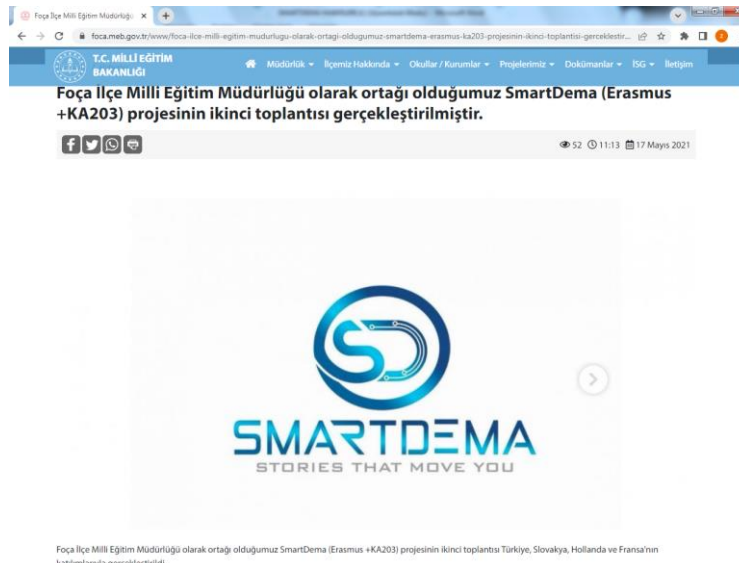 Foça İlçe Milli Eğitim Müdürlüğü
foca.meb.gov.tr/www/foca-ilce-milli-egitim-mudurlugu-olarak-ortagi-oldugumuz-smartdema-erasmus-ka203-projesinin-ikinci-toplantisi-gerceklestir...
T.C. MİLLİ EĞİTİM
BAKANLIĞI
Müdürlük İlçemiz Hakkında Okullar / Kurumlar Projelerimiz Dokümanlar İSG İletişim
Foça İlçe Milli Eğitim Müdürlüğü olarak ortağı olduğumuz SmartDema (Erasmus
+KA203) projesinin ikinci toplantısı gerçekleştirilmiştir.
52 11:13 17 Mayıs 2021
SD
SMARTDEMA
STORIES THAT MOVE YOU
Foça İlçe Milli Eğitim Müdürlüğü olarak ortağı olduğumuz SmartDema (Erasmus +KA203) projesinin ikinci toplantısı Türkiye, Slovakya, Hollanda ve Fransa'nın
katılımlarıyla gerçekleştirildi.